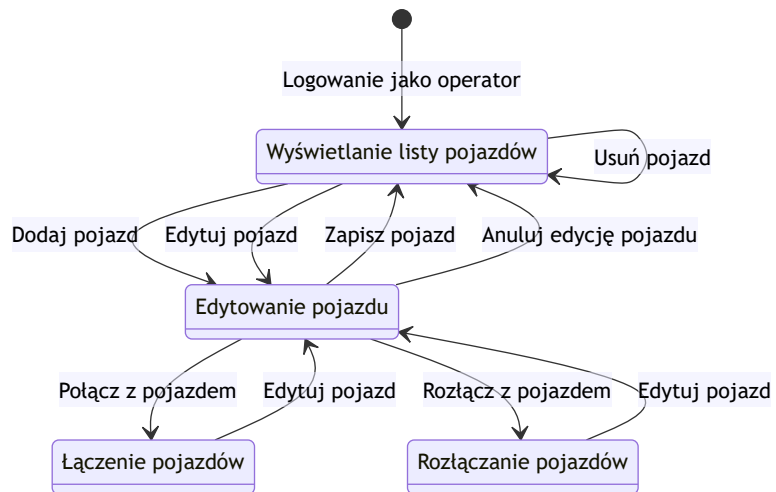 Logowanie jako operator
Wyświetlanie listy pojazdów
Usuń pojazd
Dodaj pojazd
Edytuj pojazd
Zapisz pojazd
Anuluj edycję pojazdu
Edytowanie pojazdu
Połącz z pojazdem
Edytuj pojazd
Rozłącz z pojazdem
Edytuj pojazd
Łączenie pojazdów
Rozłączanie pojazdów